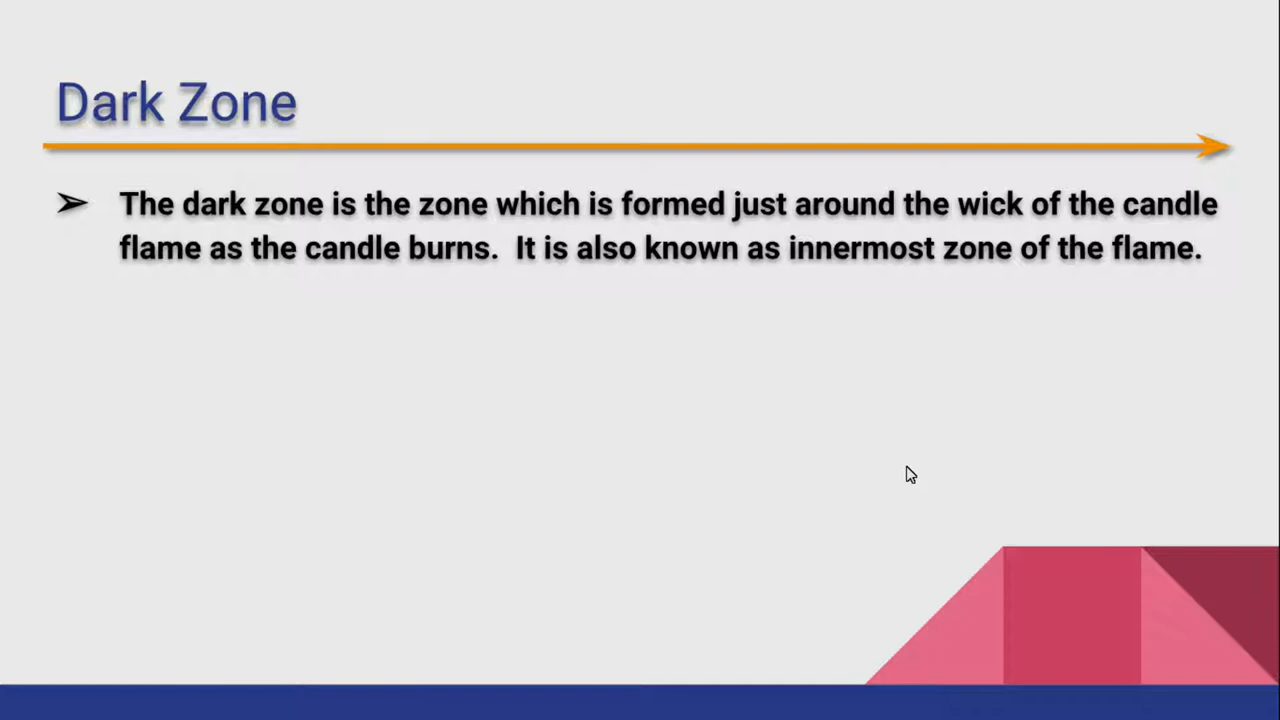 Dark Zone
➢ The dark zone is the zone which is formed just around the wick of the candle
flame as the candle burns.  It is also known as innermost zone of the flame.